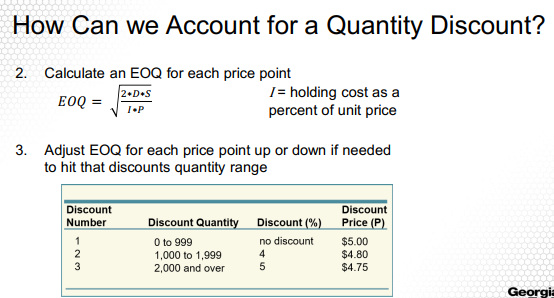 How Can we Account for a Quantity Discount?
2. Calculate an EOQ for each price point
EOQ = √(2*D*S / I*P)
I = holding cost as a
percent of unit price
3. Adjust EOQ for each price point up or down if needed
to hit that discounts quantity range
Discount Number Discount Quantity Discount (%) Discount Price (P)
1 0 to 999 no discount $5.00
2 1,000 to 1,999 4 $4.80
3 2,000 and over 5 $4.75
Georgia